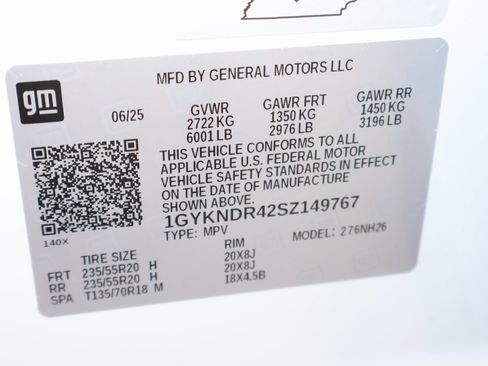 MFD BY GENERAL MOTORS LLC
gm
06/25
GVWR GAWR FRT GAWR RR
2722 KG 1350 KG 1450 KG
6001 LB 2976 LB 3196 LB
THIS VEHICLE CONFORMS TO ALL
APPLICABLE U.S. FEDERAL MOTOR
VEHICLE SAFETY STANDARDS IN EFFECT
ON THE DATE OF MANUFACTURE
SHOWN ABOVE.
1GYKNDR42SZ149767
TYPE: MPV MODEL: 276NH26
140X
TIRE SIZE RIM
FRT 235/55R20 H 20X8J
RR 235/55R20 H 20X8J
SPA T135/70R18 M 18X4.5B